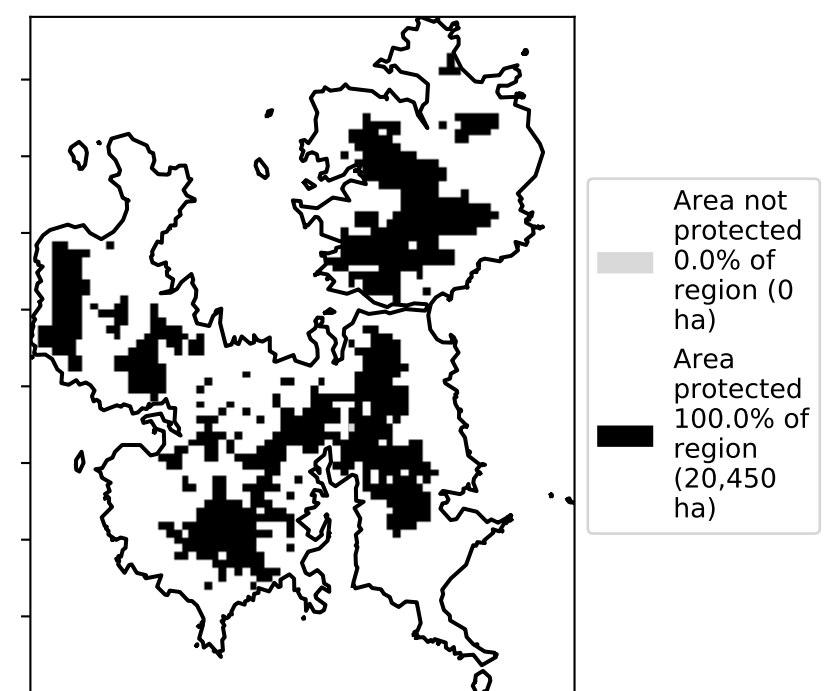 Area not
protected
0.0% of
region (0
ha)
Area
protected
100.0% of
region
(20,450
ha)